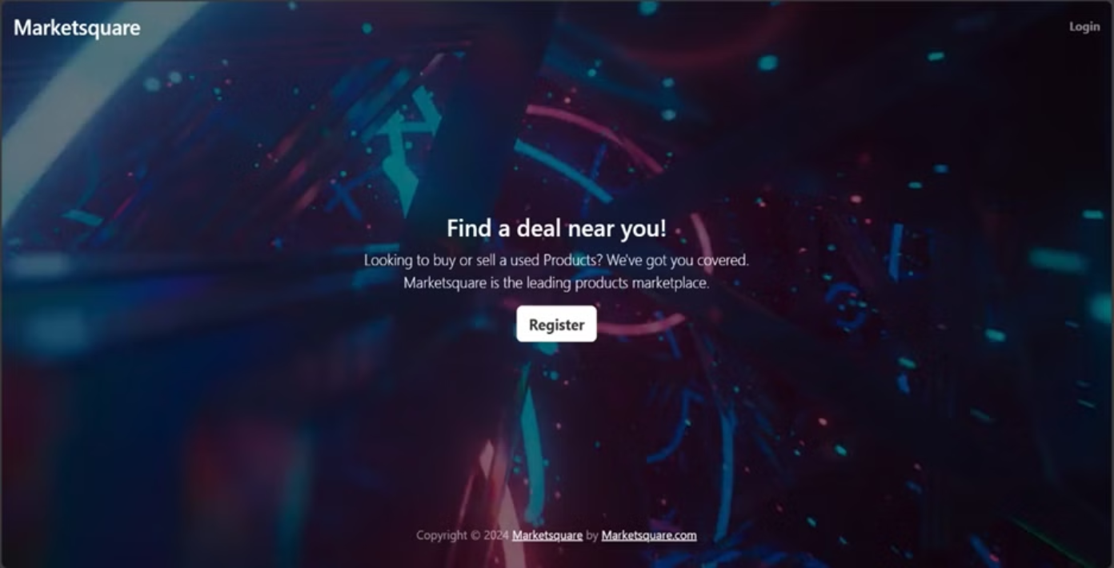 Marketsquare
Login
Find a deal near you!
Looking to buy or sell a used Products? We've got you covered.
Marketsquare is the leading products marketplace.
Register
Copyright © 2024 Marketsquare by Marketsquare.com